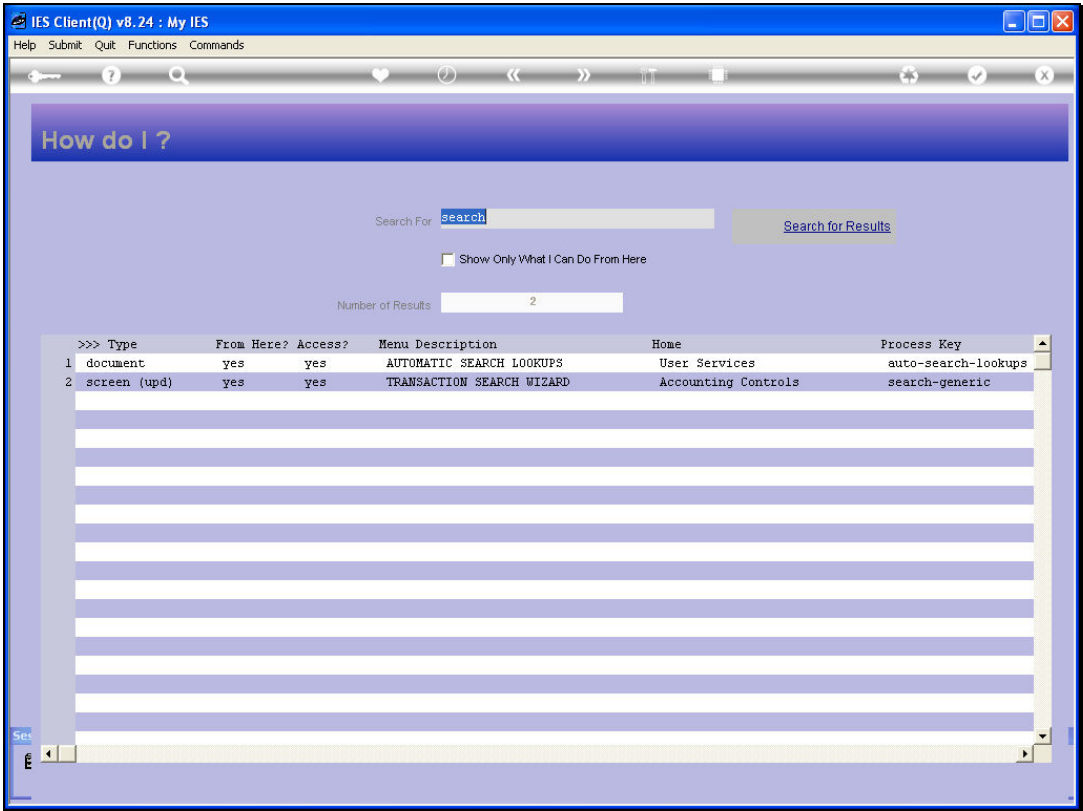 IES Client(Q) v8.24 : My IES
Help Submit Quit Functions Commands
How do I ?
Search For search Search for Results
Show Only What I Can Do From Here
Number of Results 2
>>> Type From Here? Access? Menu Description Home Process Key
1 document yes yes AUTOMATIC SEARCH LOOKUPS User Services auto-search-lookups
2 screen (upd) yes yes TRANSACTION SEARCH WIZARD Accounting Controls search-generic
Ses